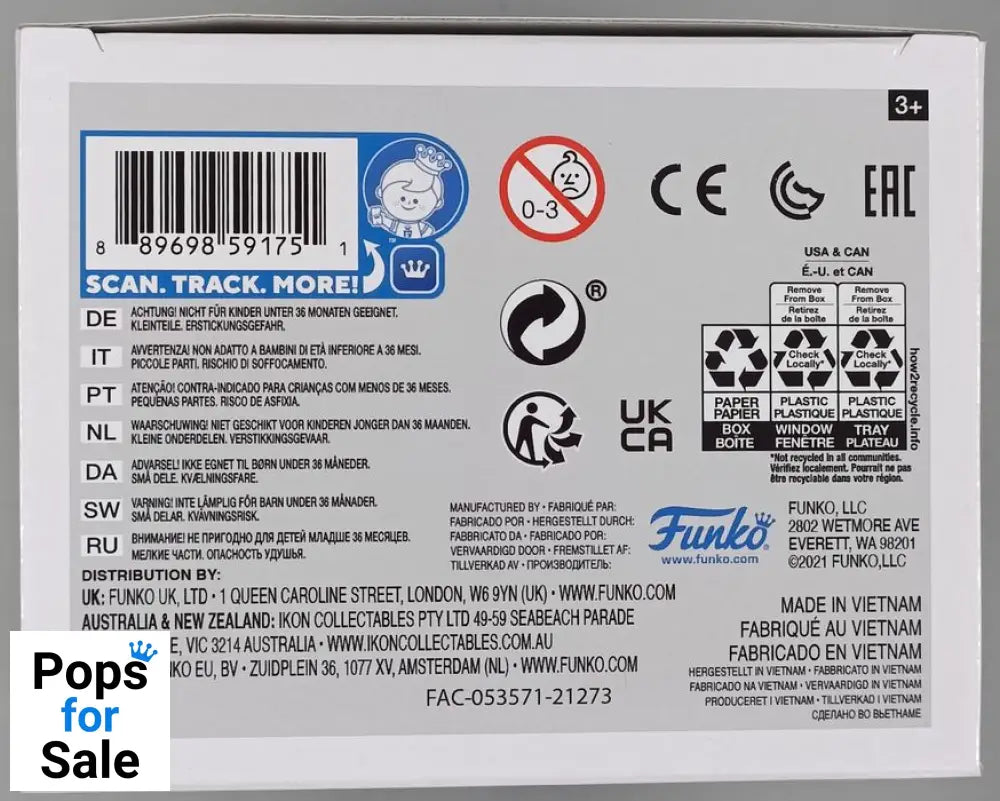 3+
8 89698 59175 1
™
SCAN. TRACK. MORE!
0-3
CE
EAC
USA & CAN
É.-U. et CAN
Remove From Box
Retirez de la boîte
Remove From Box
Retirez de la boîte
Check Locally*
Check Locally*
PAPER
PAPIER
BOX
BOÎTE
PLASTIC
PLASTIQUE
WINDOW
FENÊTRE
PLASTIC
PLASTIQUE
TRAY
PLATEAU
how2recycle.info
*Not recycled in all communities.
Vérifiez localement. Pourrait ne pas
être recyclable dans votre région.
®
UK
CA
DE ACHTUNG! NICHT FÜR KINDER UNTER 36 MONATEN GEEIGNET.
KLEINTEILE. ERSTICKUNGSGEFAHR.
IT AVVERTENZA! NON ADATTO A BAMBINI DI ETÀ INFERIORE A 36 MESI.
PICCOLE PARTI. RISCHIO DI SOFFOCAMENTO.
PT ATENÇÃO! CONTRA-INDICADO PARA CRIANÇAS COM MENOS DE 36 MESES.
PEQUENAS PARTES. RISCO DE ASFIXIA.
NL WAARSCHUWING! NIET GESCHIKT VOOR KINDEREN JONGER DAN 36 MAANDEN.
KLEINE ONDERDELEN. VERSTIKKINGSGEVAAR.
DA ADVARSEL! IKKE EGNET TIL BØRN UNDER 36 MÅNEDER.
SMÅ DELE. KVÆLNINGSFARE.
SW VARNING! INTE LÄMPLIG FÖR BARN UNDER 36 MÅNADER.
SMÅ DELAR. KVÄVNINGSRISK.
RU ВНИМАНИЕ! НЕ ПРИГОДНО ДЛЯ ДЕТЕЙ МЛАДШЕ 36 МЕСЯЦЕВ.
МЕЛКИЕ ЧАСТИ. ОПАСНОСТЬ УДУШЬЯ.
MANUFACTURED BY • FABRIQUÉ PAR:
FABRICADO POR • HERGESTELLT DURCH:
FABBRICATO DA • FABRICADO POR:
VERVAARDIGD DOOR • FREMSTILLET AF:
TILLVERKAD AV • ПРОИЗВОДИТЕЛЬ:
Funko®
www.funko.com
FUNKO, LLC
2802 WETMORE AVE
EVERETT, WA 98201
©2021 FUNKO,LLC
DISTRIBUTION BY:
UK: FUNKO UK, LTD • 1 QUEEN CAROLINE STREET, LONDON, W6 9YN (UK) • WWW.FUNKO.COM
AUSTRALIA & NEW ZEALAND: IKON COLLECTABLES PTY LTD 49-59 SEABEACH PARADE
E, VIC 3214 AUSTRALIA • WWW.IKONCOLLECTABLES.COM.AU
NKO EU, BV • ZUIDPLEIN 36, 1077 XV, AMSTERDAM (NL) • WWW.FUNKO.COM
FAC-053571-21273
MADE IN VIETNAM
FABRIQUÉ AU VIETNAM
FABRICADO EN VIETNAM
HERGESTELLT IN VIETNAM • FABBRICATO IN VIETNAM
FABRICADO NA VIETNAM • VERVAARDIGD IN VIETNAM
PRODUCERET I VIETNAM • TILLVERKAD I VIETNAM
СДЕЛАНО ВО ВЬЕТНАМЕ
Pops
for
Sale